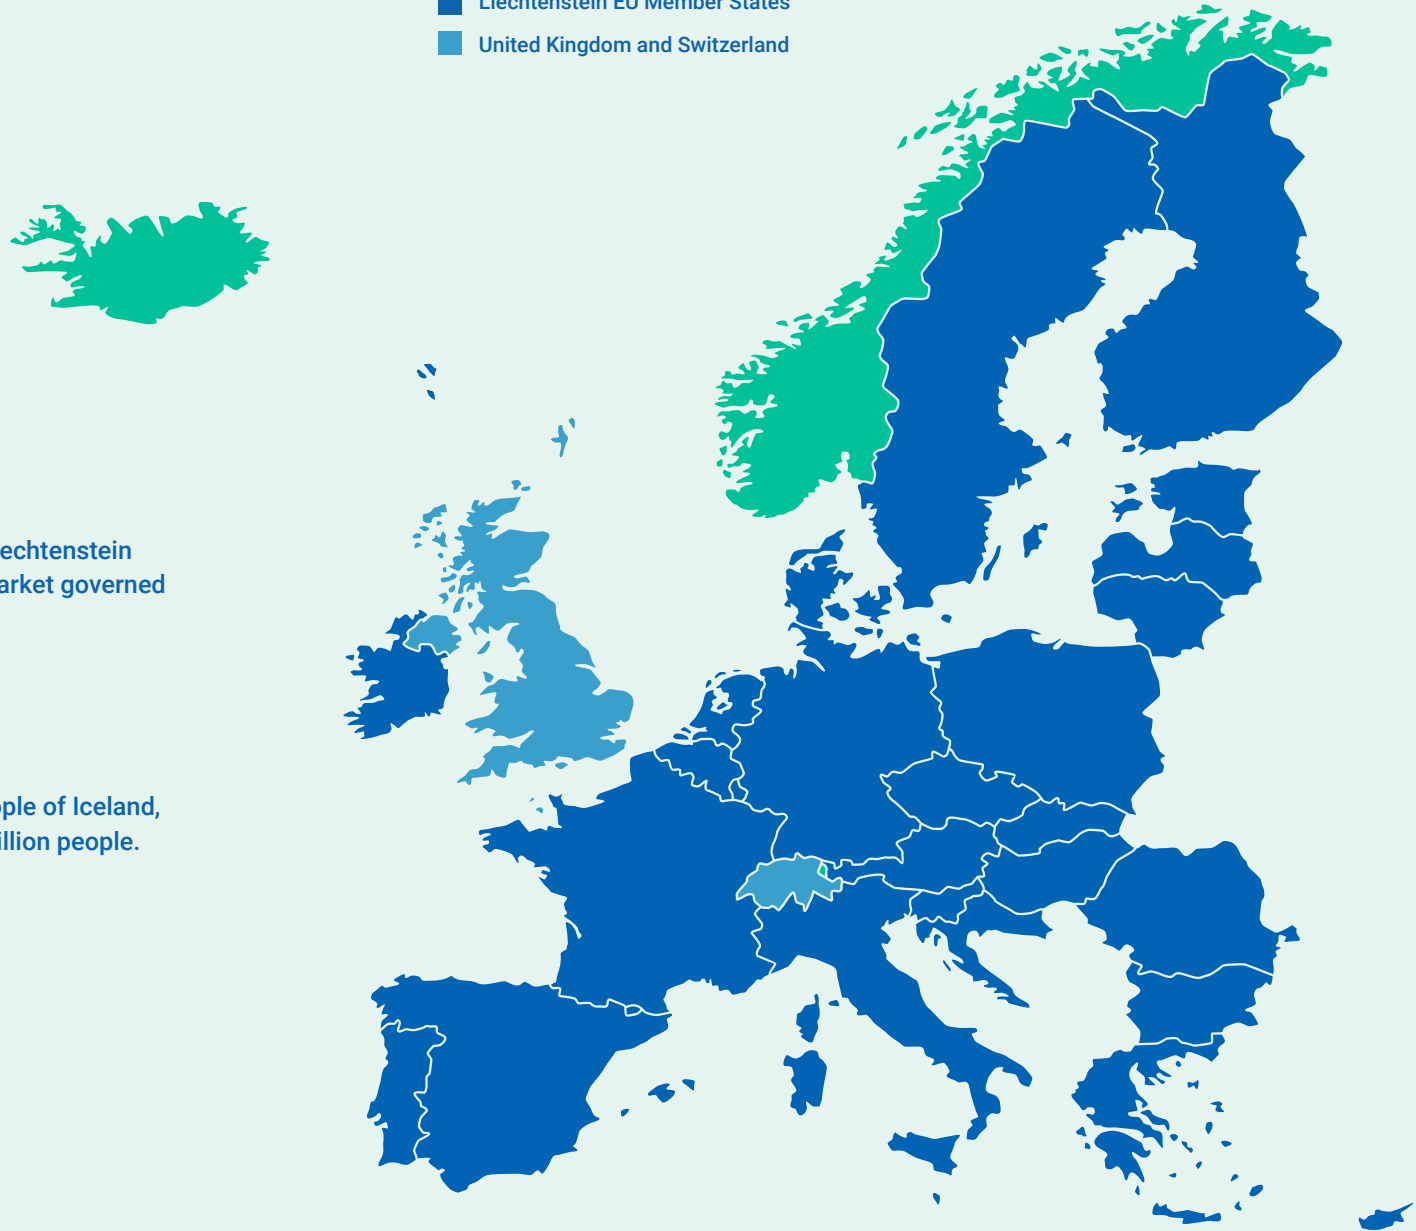 Liechtenstein EU Member States
United Kingdom and Switzerland
echtenstein
arket governed
ple of Iceland,
illion people.